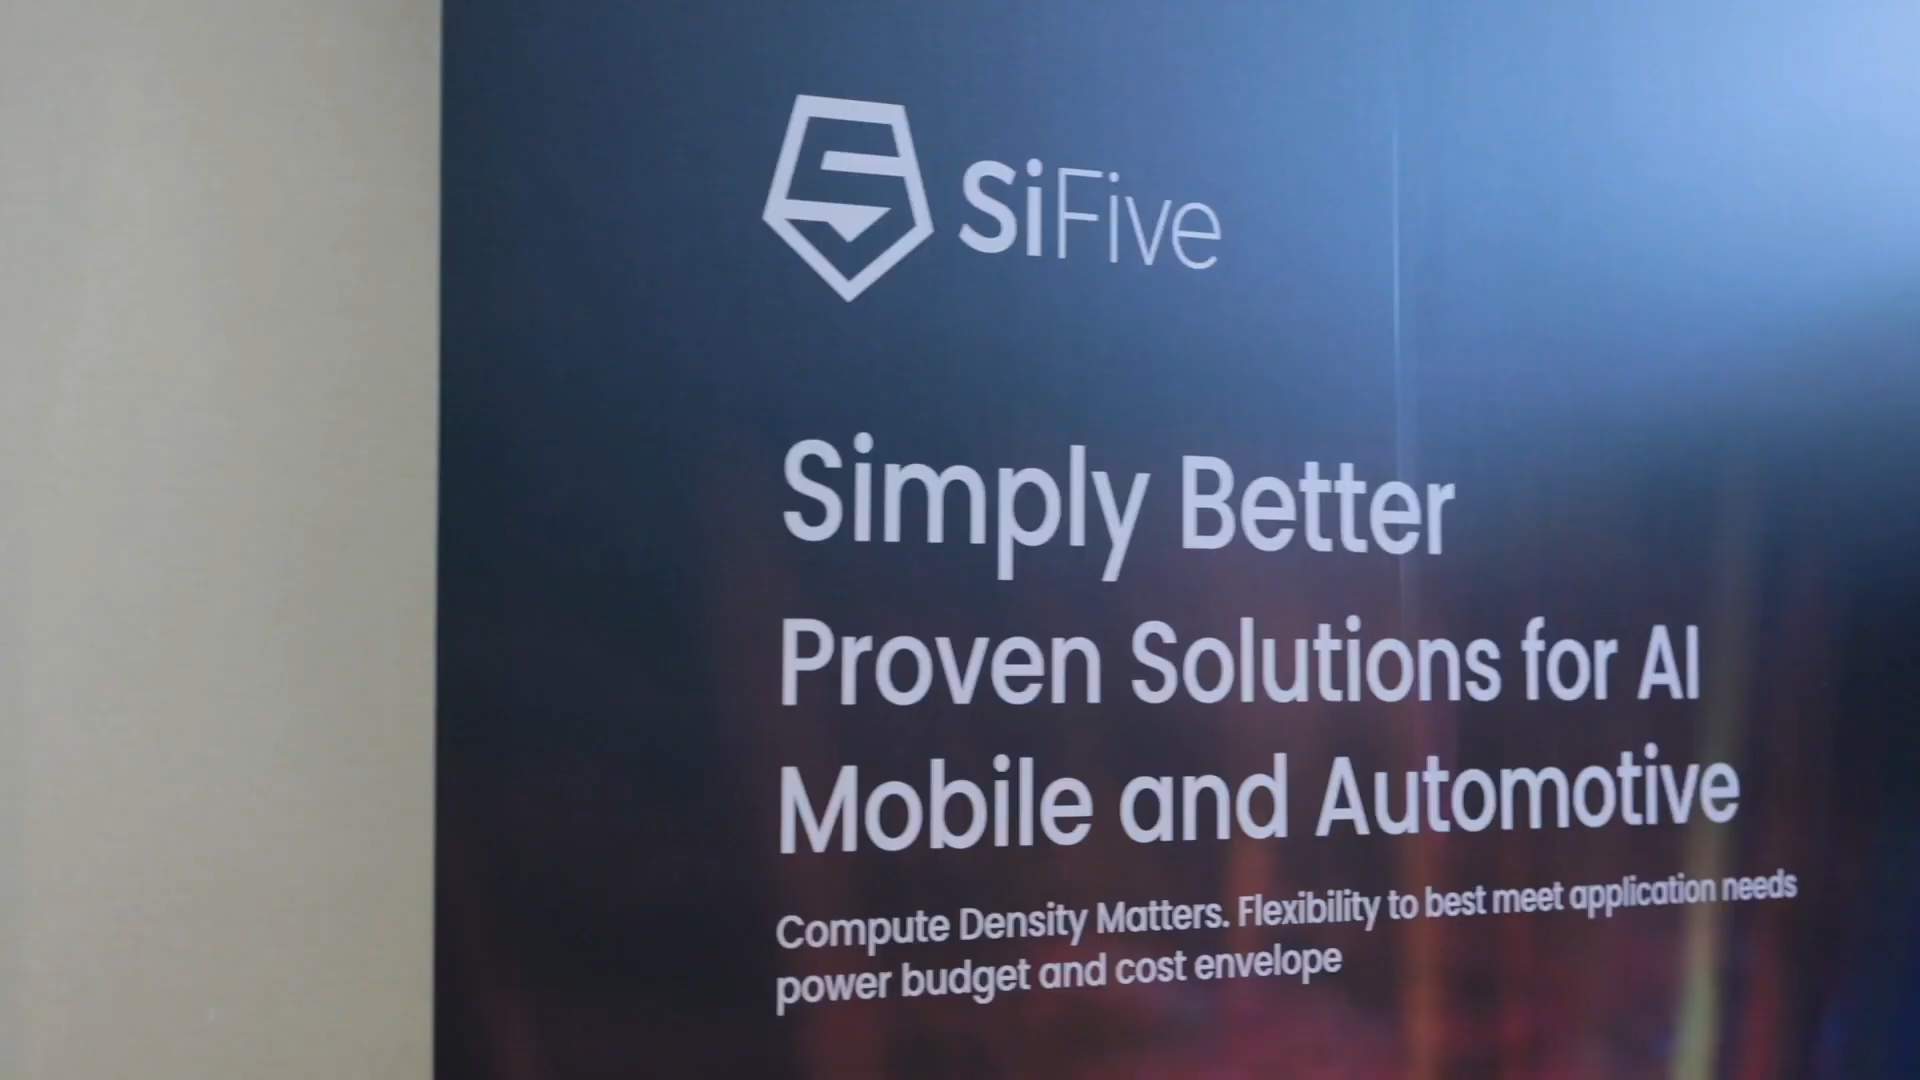 SiFive
Simply Better
Proven Solutions for AI
Mobile and Automotive
Compute Density Matters. Flexibility to best meet application needs
power budget and cost envelope